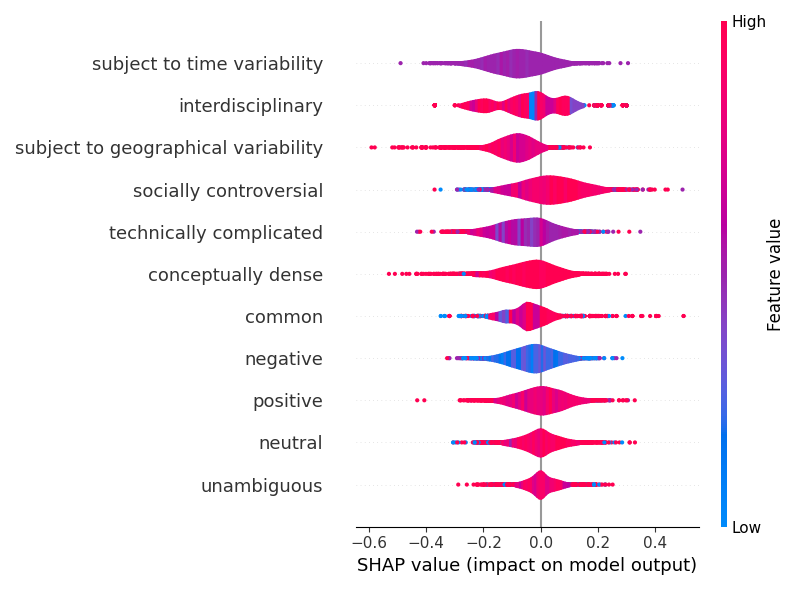 High
subject to time variability
interdisciplinary
subject to geographical variability
socially controversial
technically complicated
conceptually dense
common
negative
positive
neutral
unambiguous
Feature value
Low
−0.6 −0.4 −0.2 0.0 0.2 0.4
SHAP value (impact on model output)